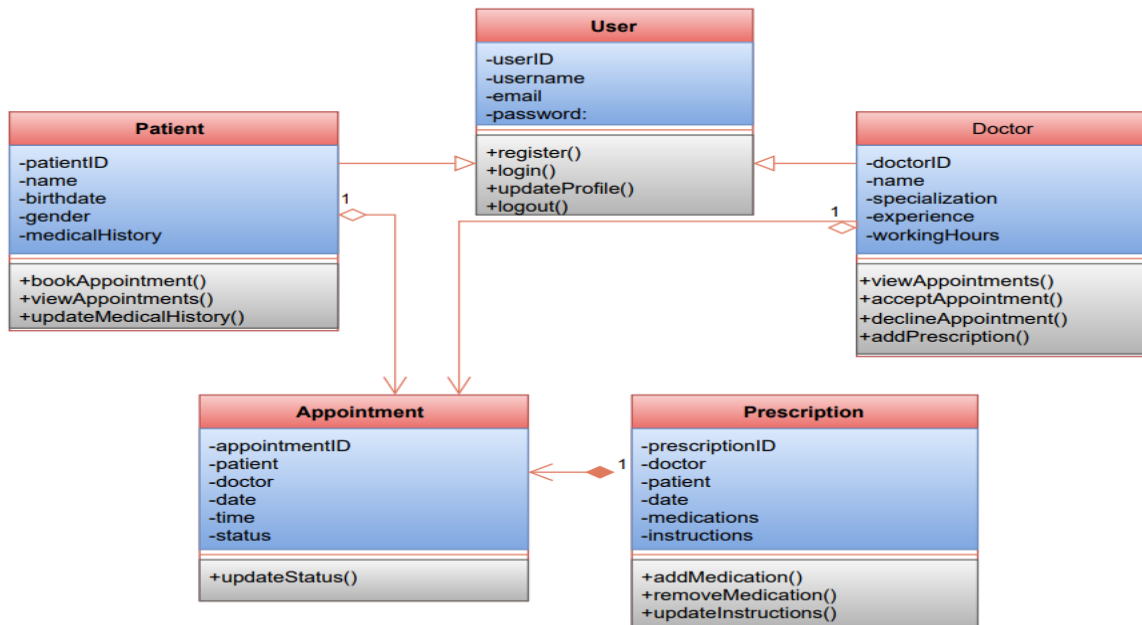 User
-userID
-username
-email
-password:
+register()
+login()
+updateProfile()
+logout()
Patient
-patientID
-name
-birthdate
-gender
-medicalHistory
+bookAppointment()
+viewAppointments()
+updateMedicalHistory()
1
Doctor
-doctorID
-name
-specialization
-experience
-workingHours
+viewAppointments()
+acceptAppointment()
+declineAppointment()
+addPrescription()
1
Appointment
-appointmentID
-patient
-doctor
-date
-time
-status
+updateStatus()
Prescription
-prescriptionID
-doctor
-patient
-date
-medications
-instructions
+addMedication()
+removeMedication()
+updateInstructions()
1